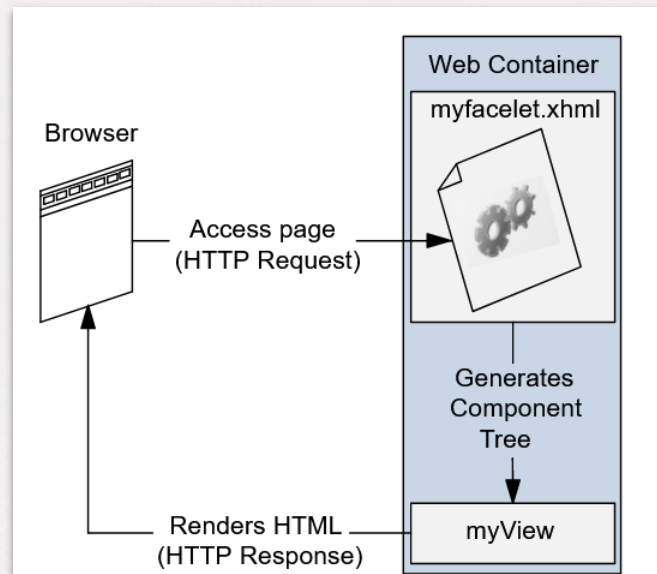 Web Container
myfacelet.xhml
Browser
Access page
(HTTP Request)
Generates
Component
Tree
Renders HTML
(HTTP Response)
myView